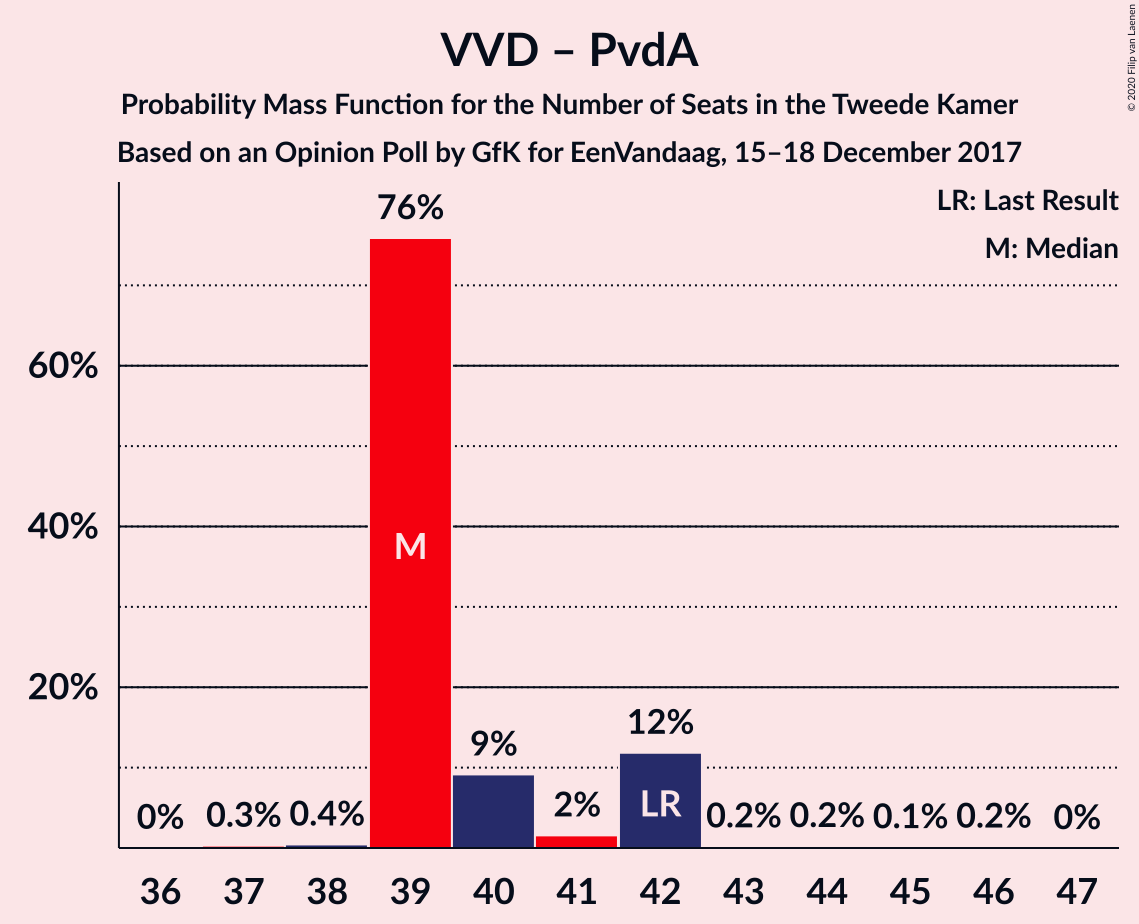 VVD – PvdA
Probability Mass Function for the Number of Seats in the Tweede Kamer
Based on an Opinion Poll by GfK for EenVandaag, 15–18 December 2017
© 2020 Filip van Laenen
LR: Last Result
M: Median
76%
60%
40%
20%
M
0%
0.3%
0.4%
9%
2%
12%
LR
0.2%
0.2%
0.1%
0.2%
0%
36 37 38 39 40 41 42 43 44 45 46 47